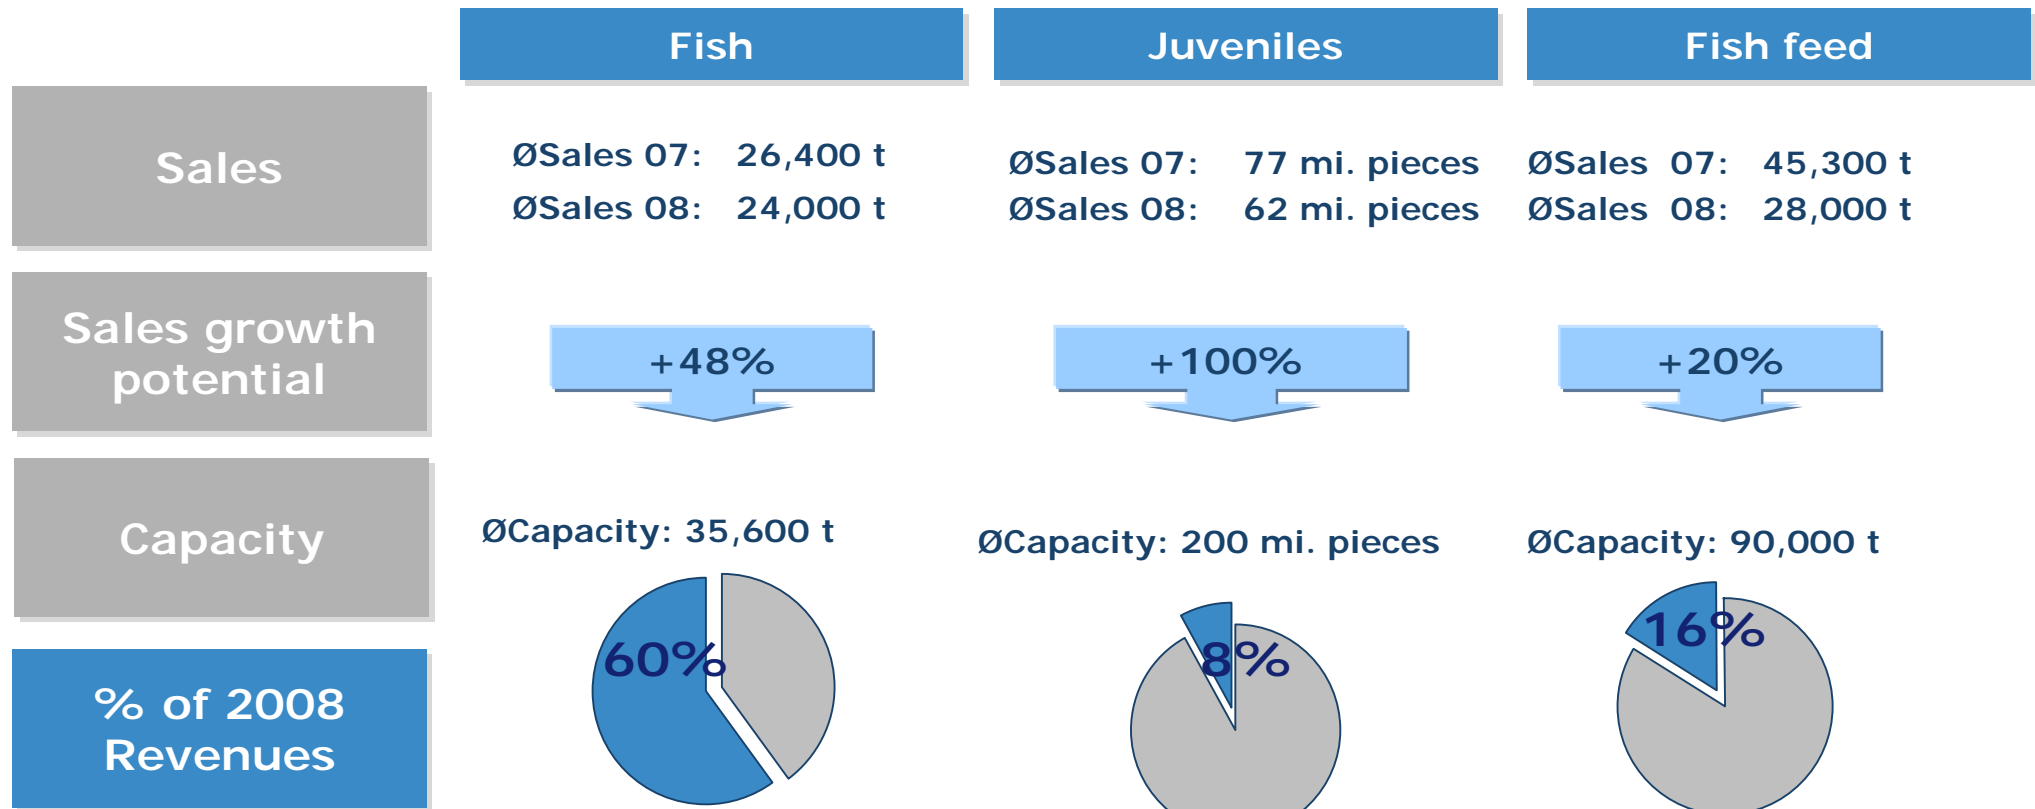 Fish
Juveniles
Fish feed
Sales
ØSales 07: 26,400 t
ØSales 08: 24,000 t
ØSales 07: 77 mi. pieces
ØSales 08: 62 mi. pieces
ØSales 07: 45,300 t
ØSales 08: 28,000 t
Sales growth
potential
+48%
+100%
+20%
Capacity
ØCapacity: 35,600 t
ØCapacity: 200 mi. pieces
ØCapacity: 90,000 t
% of 2008
Revenues
60%
8%
16%